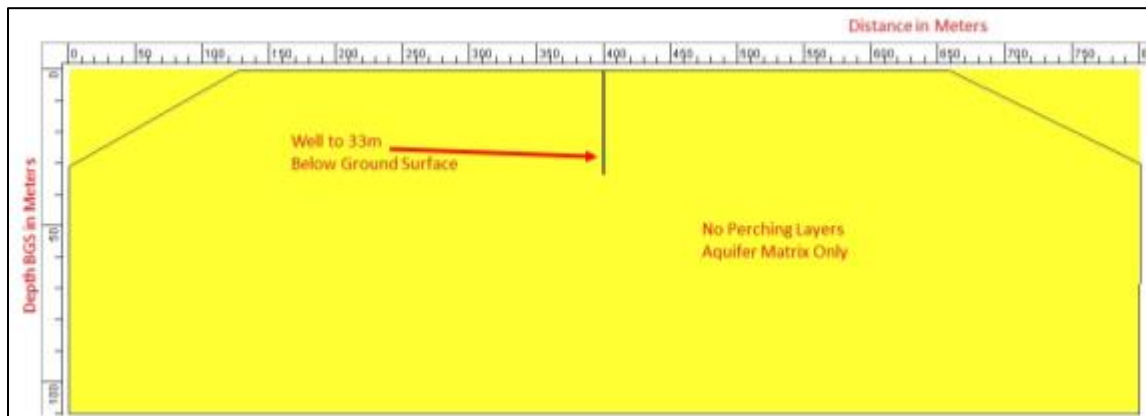 Distance in Meters
0 50 100 150 200 250 300 350 400 450 500 550 600 650 700 750
0
Well to 33m
Below Ground Surface
Depth BGS in Meters
50
No Perching Layers
Aquifer Matrix Only
100